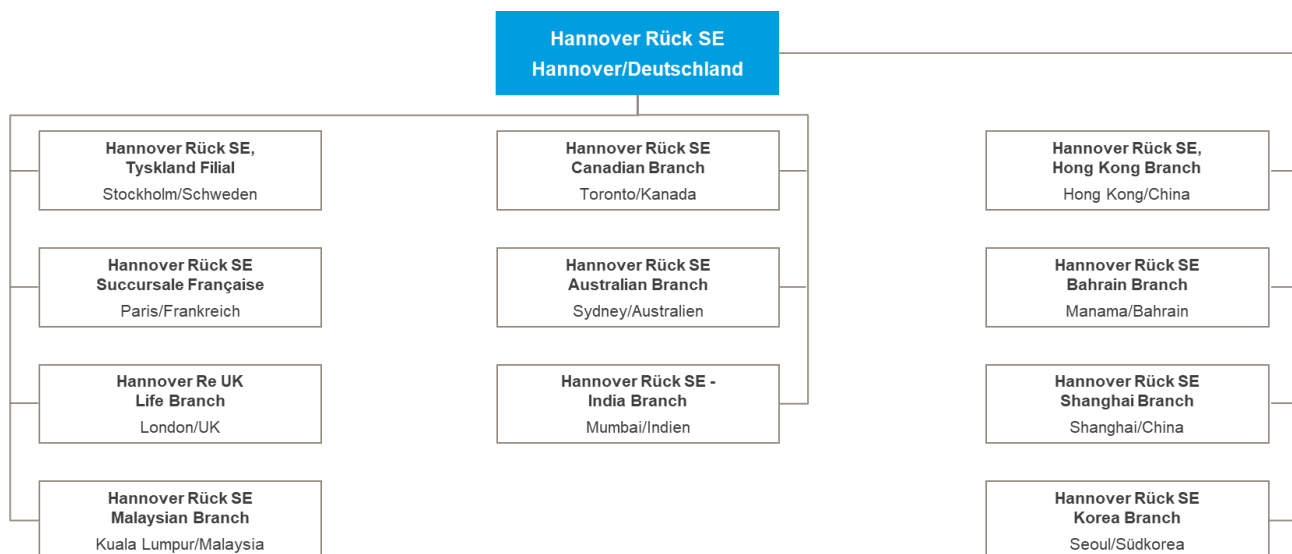 Hannover Rück SE
Hannover/Deutschland
Hannover Rück SE,
Tyskland Filial
Stockholm/Schweden
Hannover Rück SE
Canadian Branch
Toronto/Kanada
Hannover Rück SE,
Hong Kong Branch
Hong Kong/China
Hannover Rück SE
Succursale Française
Paris/Frankreich
Hannover Rück SE
Australian Branch
Sydney/Australien
Hannover Rück SE
Bahrain Branch
Manama/Bahrain
Hannover Re UK
Life Branch
London/UK
Hannover Rück SE -
India Branch
Mumbai/Indien
Hannover Rück SE
Shanghai Branch
Shanghai/China
Hannover Rück SE
Malaysian Branch
Kuala Lumpur/Malaysia
Hannover Rück SE
Korea Branch
Seoul/Südkorea